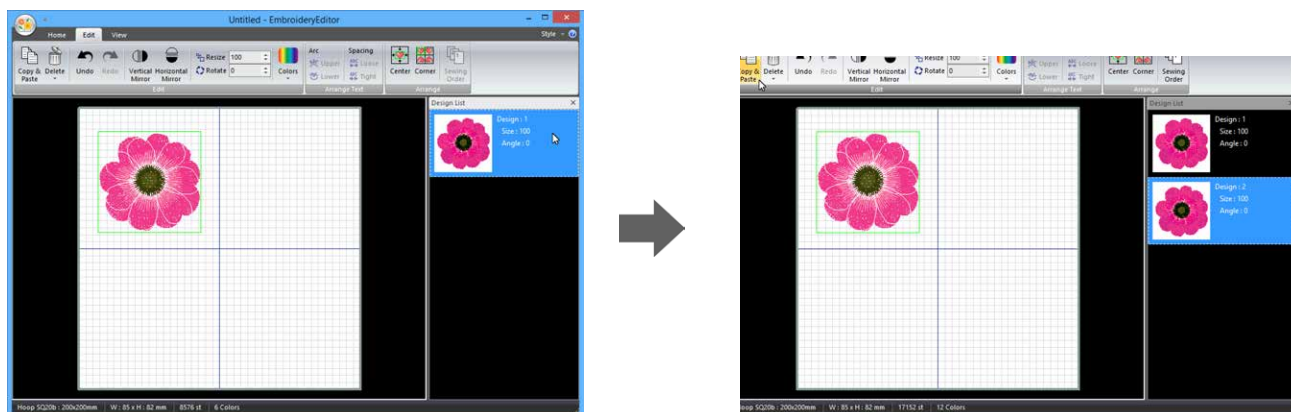 Untitled - EmbroideryEditor
Home Edit View Style
Copy & Paste Delete Undo Redo Vertical Mirror Horizontal Mirror Resize 100 Rotate 0 Colors Arc Upper Lower Spacing Loose Tight Center Corner Sewing Order
Edit Arrange Text Arrange
Design List
Design : 1
Size : 100
Angle : 0
Hoop SQ20b : 200x200mm W : 85 x H : 82 mm 8576 st 6 Colors
Paste Delete Undo Redo Vertical Mirror Horizontal Mirror Resize 100 Rotate 0 Colors Upper Lower Loose Tight Center Corner Sewing Order
Edit Arrange Text Arrange
Design List
Design : 1
Size : 100
Angle : 0
Design : 2
Size : 100
Angle : 0
SQ20b : 200x200mm W : 85 x H : 82 mm 17152 st 12 Colors